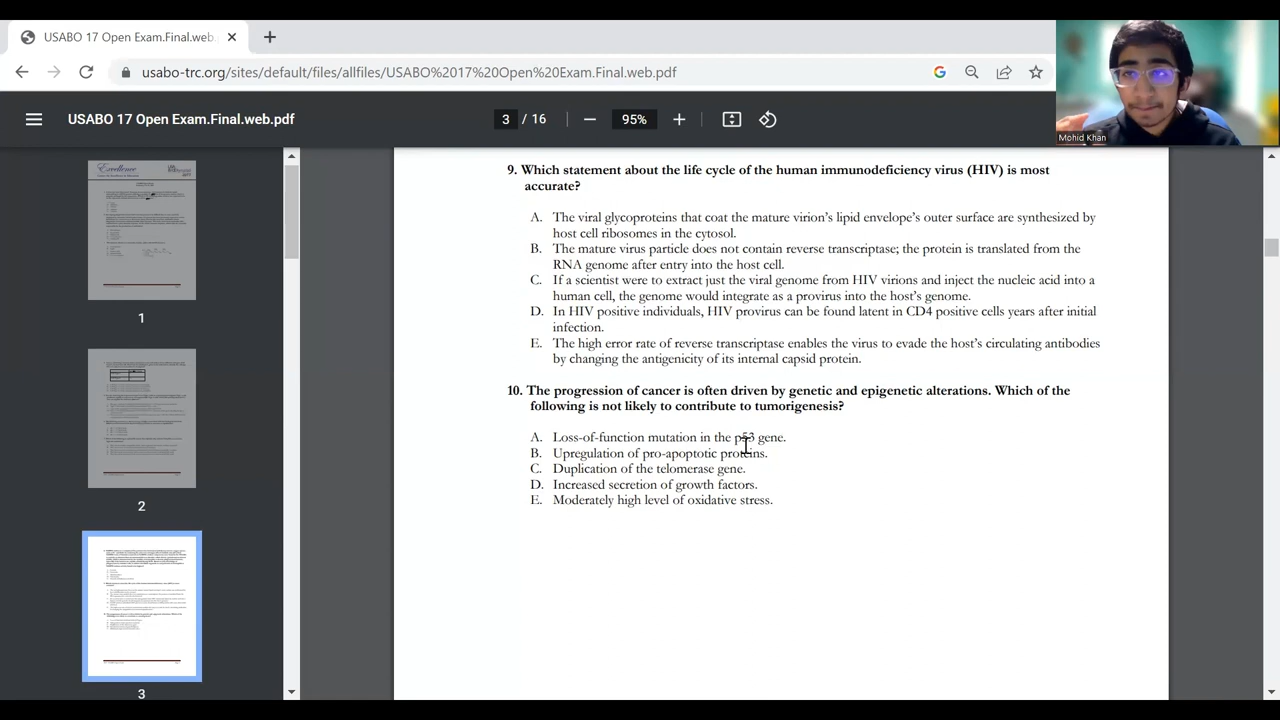 USABO 17 Open Exam.Final.web.
usabo-trc.org/sites/default/files/allfiles/USABO%2017%20Open%20Exam.Final.web.pdf
Mohid Khan
USABO 17 Open Exam.Final.web.pdf
3 / 16
95%
1
2
3
9. Which statement about the life cycle of the human immunodeficiency virus (HIV) is most
accurate?
A. The viral glycoproteins that coat the mature virion's lipid envelope's outer surface are synthesized by
host cell ribosomes in the cytosol.
B. The mature virus particle does not contain reverse transcriptase; the protein is translated from the
RNA genome after entry into the host cell.
C. If a scientist were to extract just the viral genome from HIV virions and inject the nucleic acid into a
human cell, the genome would integrate as a provirus into the host's genome.
D. In HIV positive individuals, HIV provirus can be found latent in CD4 positive cells years after initial
infection.
E. The high error rate of reverse transcriptase enables the virus to evade the host's circulating antibodies
by changing the antigenicity of its internal capsid protein.
10. The progression of cancer is often driven by genetic and epigenetic alterations. Which of the
following is not likely to contribute to tumorigenesis?
A. Loss-of-function mutation in the p53 gene.
B. Upregulation of pro-apoptotic proteins.
C. Duplication of the telomerase gene.
D. Increased secretion of growth factors.
E. Moderately high level of oxidative stress.